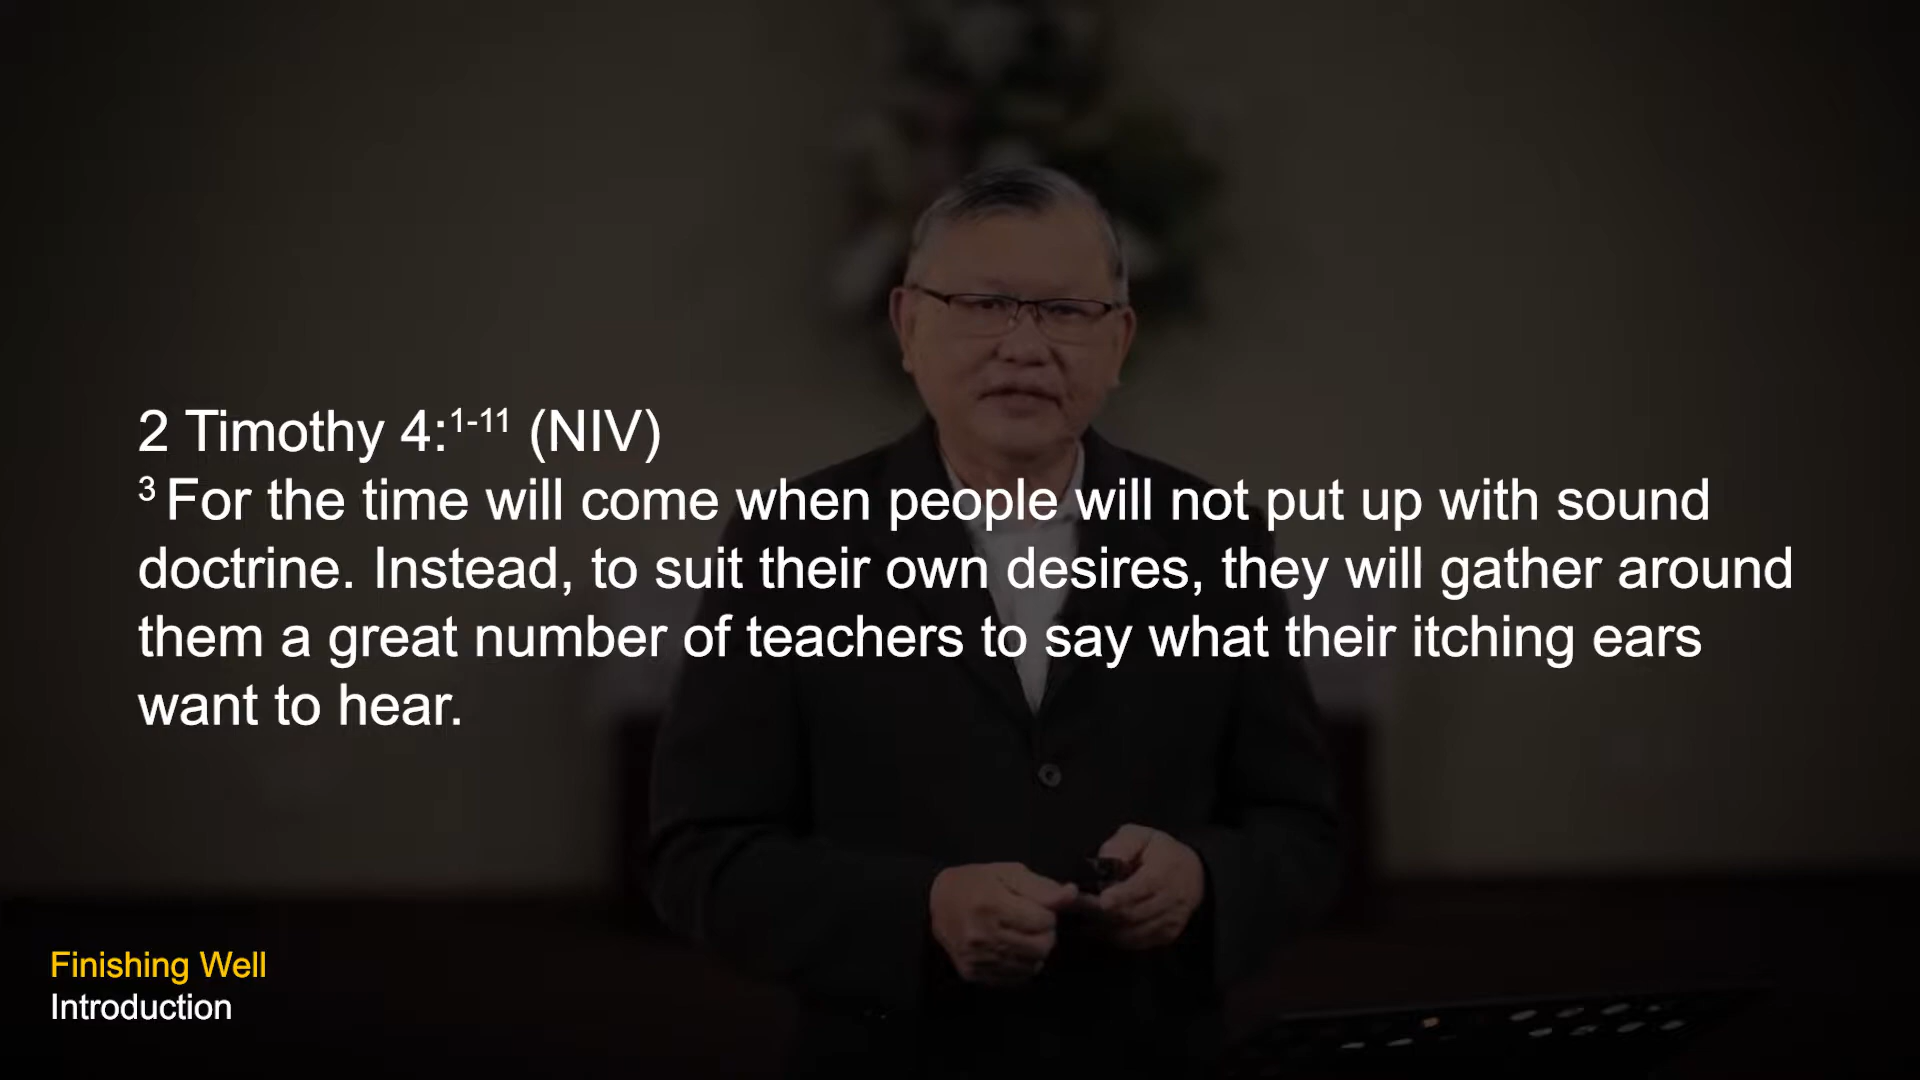 2 Timothy 4:1-11 (NIV)
3 For the time will come when people will not put up with sound
doctrine. Instead, to suit their own desires, they will gather around
them a great number of teachers to say what their itching ears
want to hear.
Finishing Well
Introduction